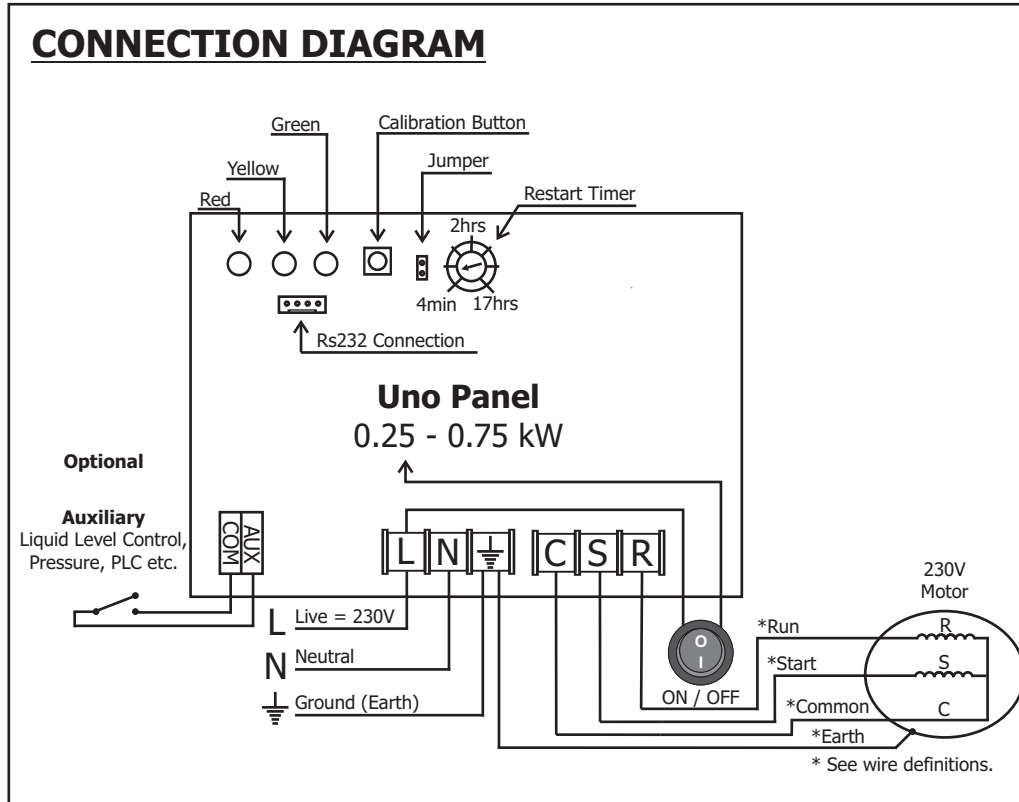 CONNECTION DIAGRAM
Green
Calibration Button
Yellow
Jumper
Red
Restart Timer
2hrs
4min
17hrs
Rs232 Connection
Uno Panel
0.25 - 0.75 kW
Optional
Auxiliary
Liquid Level Control,
Pressure, PLC etc.
COM
AUX
L
N
C
S
R
L Live = 230V
N Neutral
Ground (Earth)
O
I
ON / OFF
230V
Motor
*Run
R
*Start
S
*Common
C
*Earth
* See wire definitions.